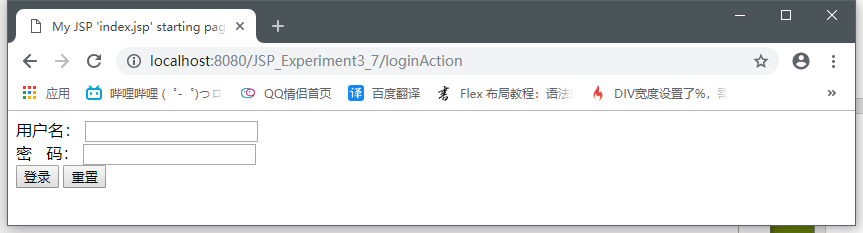 My JSP 'index.jsp' starting pag
localhost:8080/JSP_Experiment3_7/loginAction
应用 哔哩哔哩 ( ゜- ゜)つロ QQ情侣首页 译 百度翻译 Flex 布局教程：语法 DIV宽度设置了%，
用户名：
密 码：
登录 重置